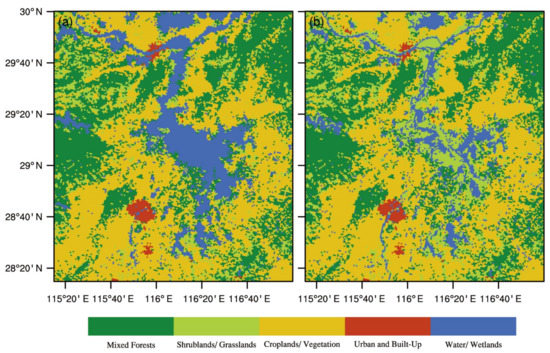 (a) (b)
30° N
29°40' N
29°20' N
29° N
28°40' N
28°20' N
115°20' E 115°40' E 116° E 116°20' E 116°40' E 115°20' E 115°40' E 116° E 116°20' E 116°40' E
Mixed Forests Shrublands/ Grasslands Croplands/ Vegetation Urban and Built-Up Water/ Wetlands